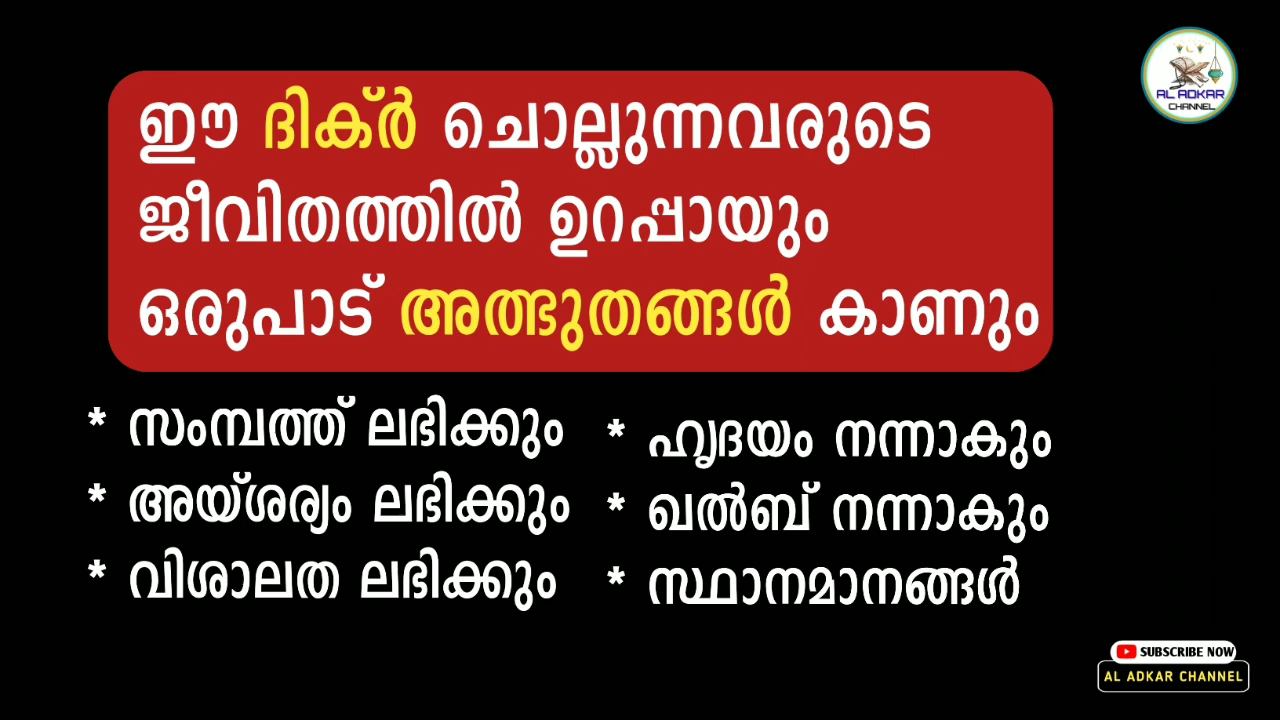 AL ADKAR
CHANNEL
ഈ ദിക്ർ ചൊല്ലുന്നവരുടെ
ജീവിതത്തിൽ ഉറപ്പായും
ഒരുപാട് അത്ഭുതങ്ങൾ കാണും
* സംമ്പത്ത് ലഭിക്കും
* അയ്ശര്യം ലഭിക്കും
* വിശാലത ലഭിക്കും
* ഹൃദയം നന്നാകും
* ഖൽബ് നന്നാകും
* സ്ഥാനമാനങ്ങൾ
SUBSCRIBE NOW
AL ADKAR CHANNEL